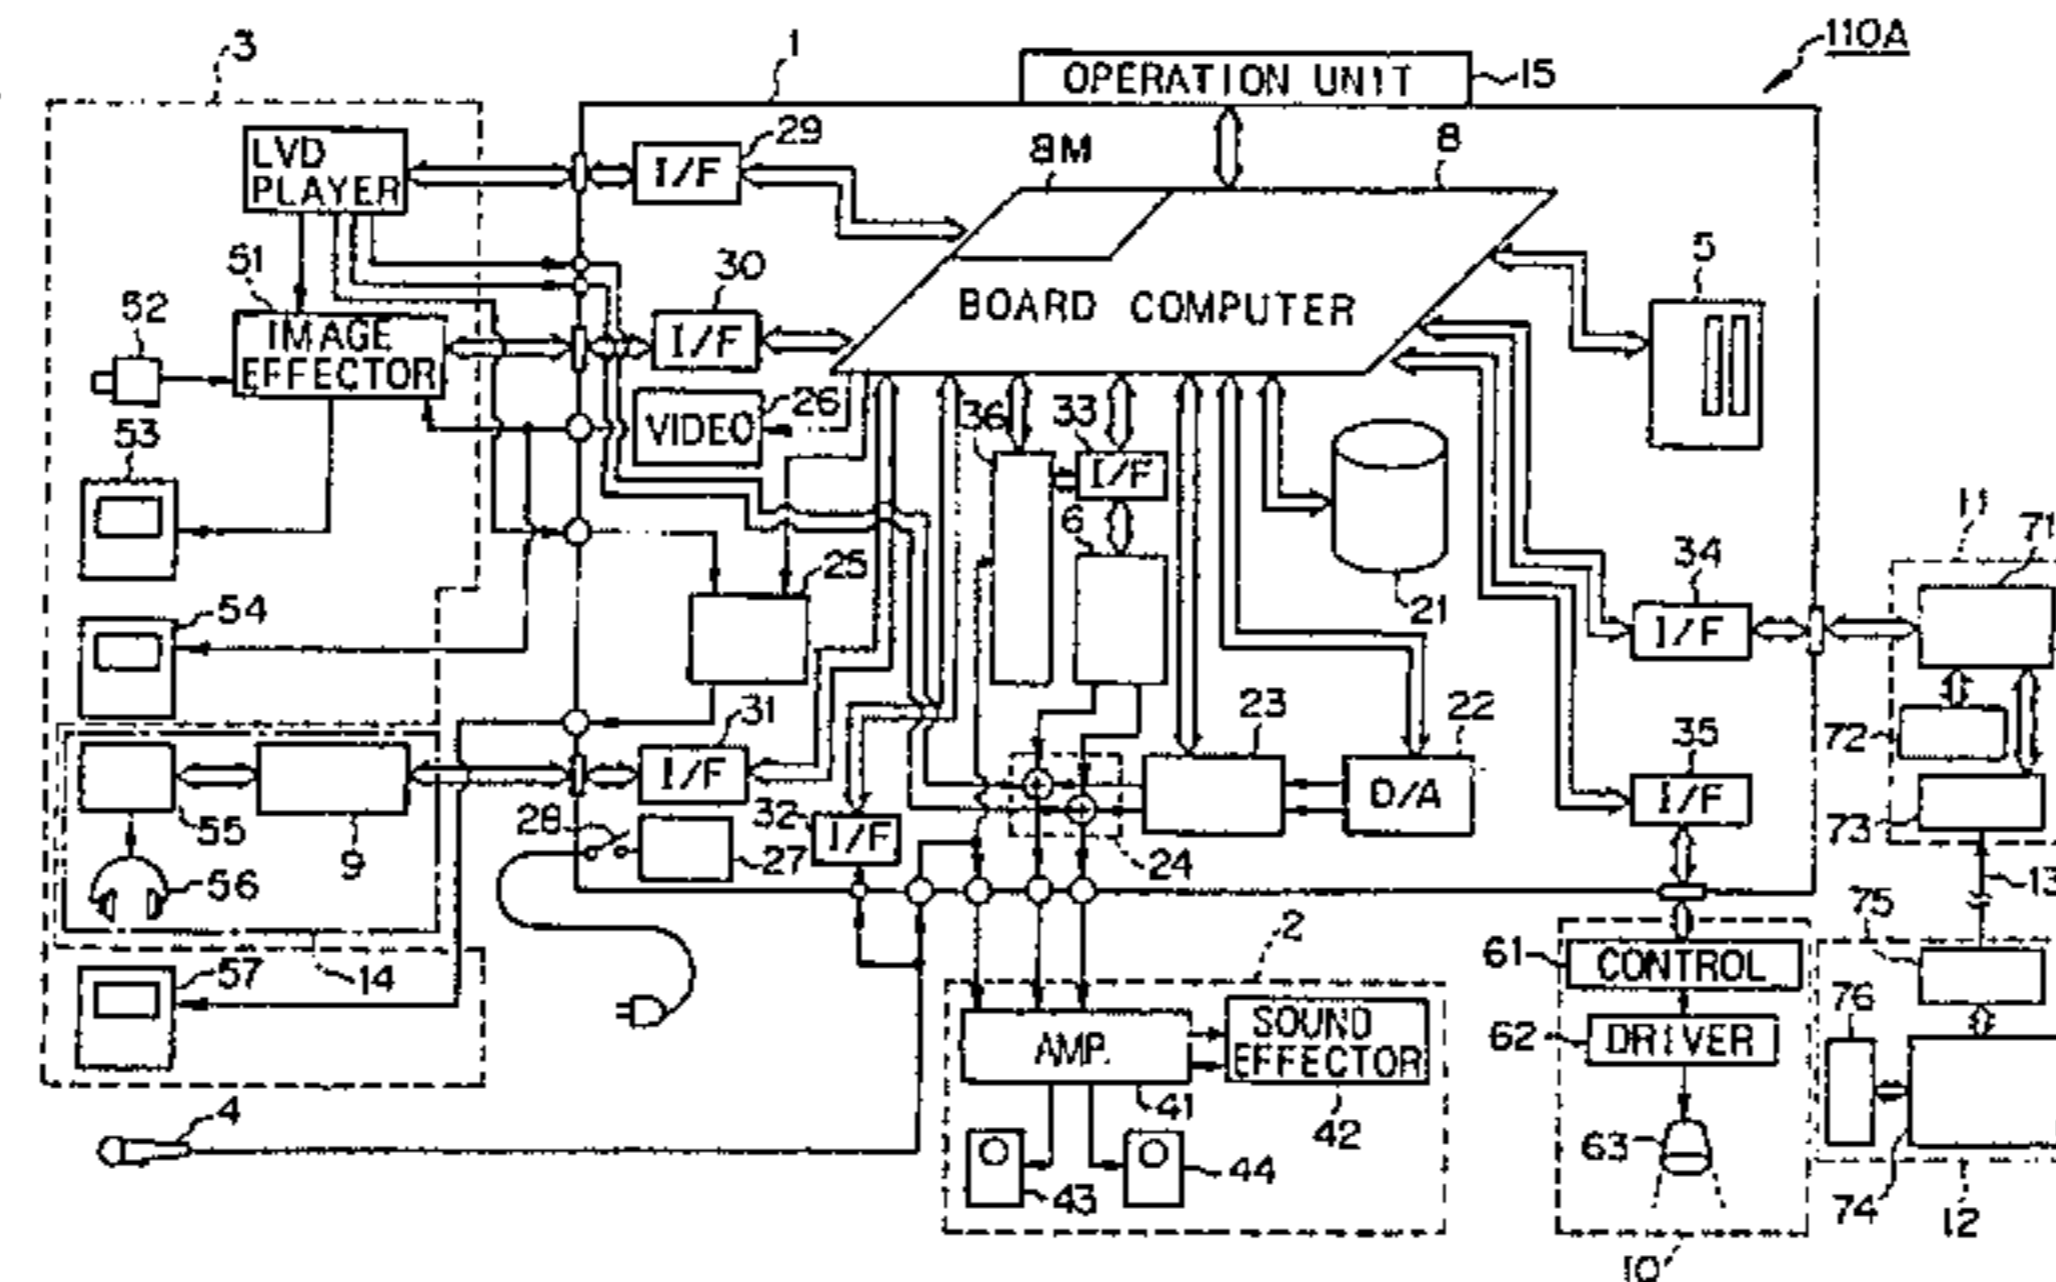 3
1
110A
OPERATION UNIT
15
LVD
PLAYER
I/F
29
8M
8
51
30
5
52
IMAGE
EFFECTOR
I/F
BOARD COMPUTER
53
VIDEO
26
36
33
I/F
6
11
71
25
34
21
54
I/F
31
23
22
72
35
I/F
I/F
D/A
73
55
9
28
32
I/F
27
24
56
13
75
2
57
14
61
CONTROL
76
SOUND
EFFECTOR
62
DRIVER
AMP.
4
41
42
63
43
44
74
12
10